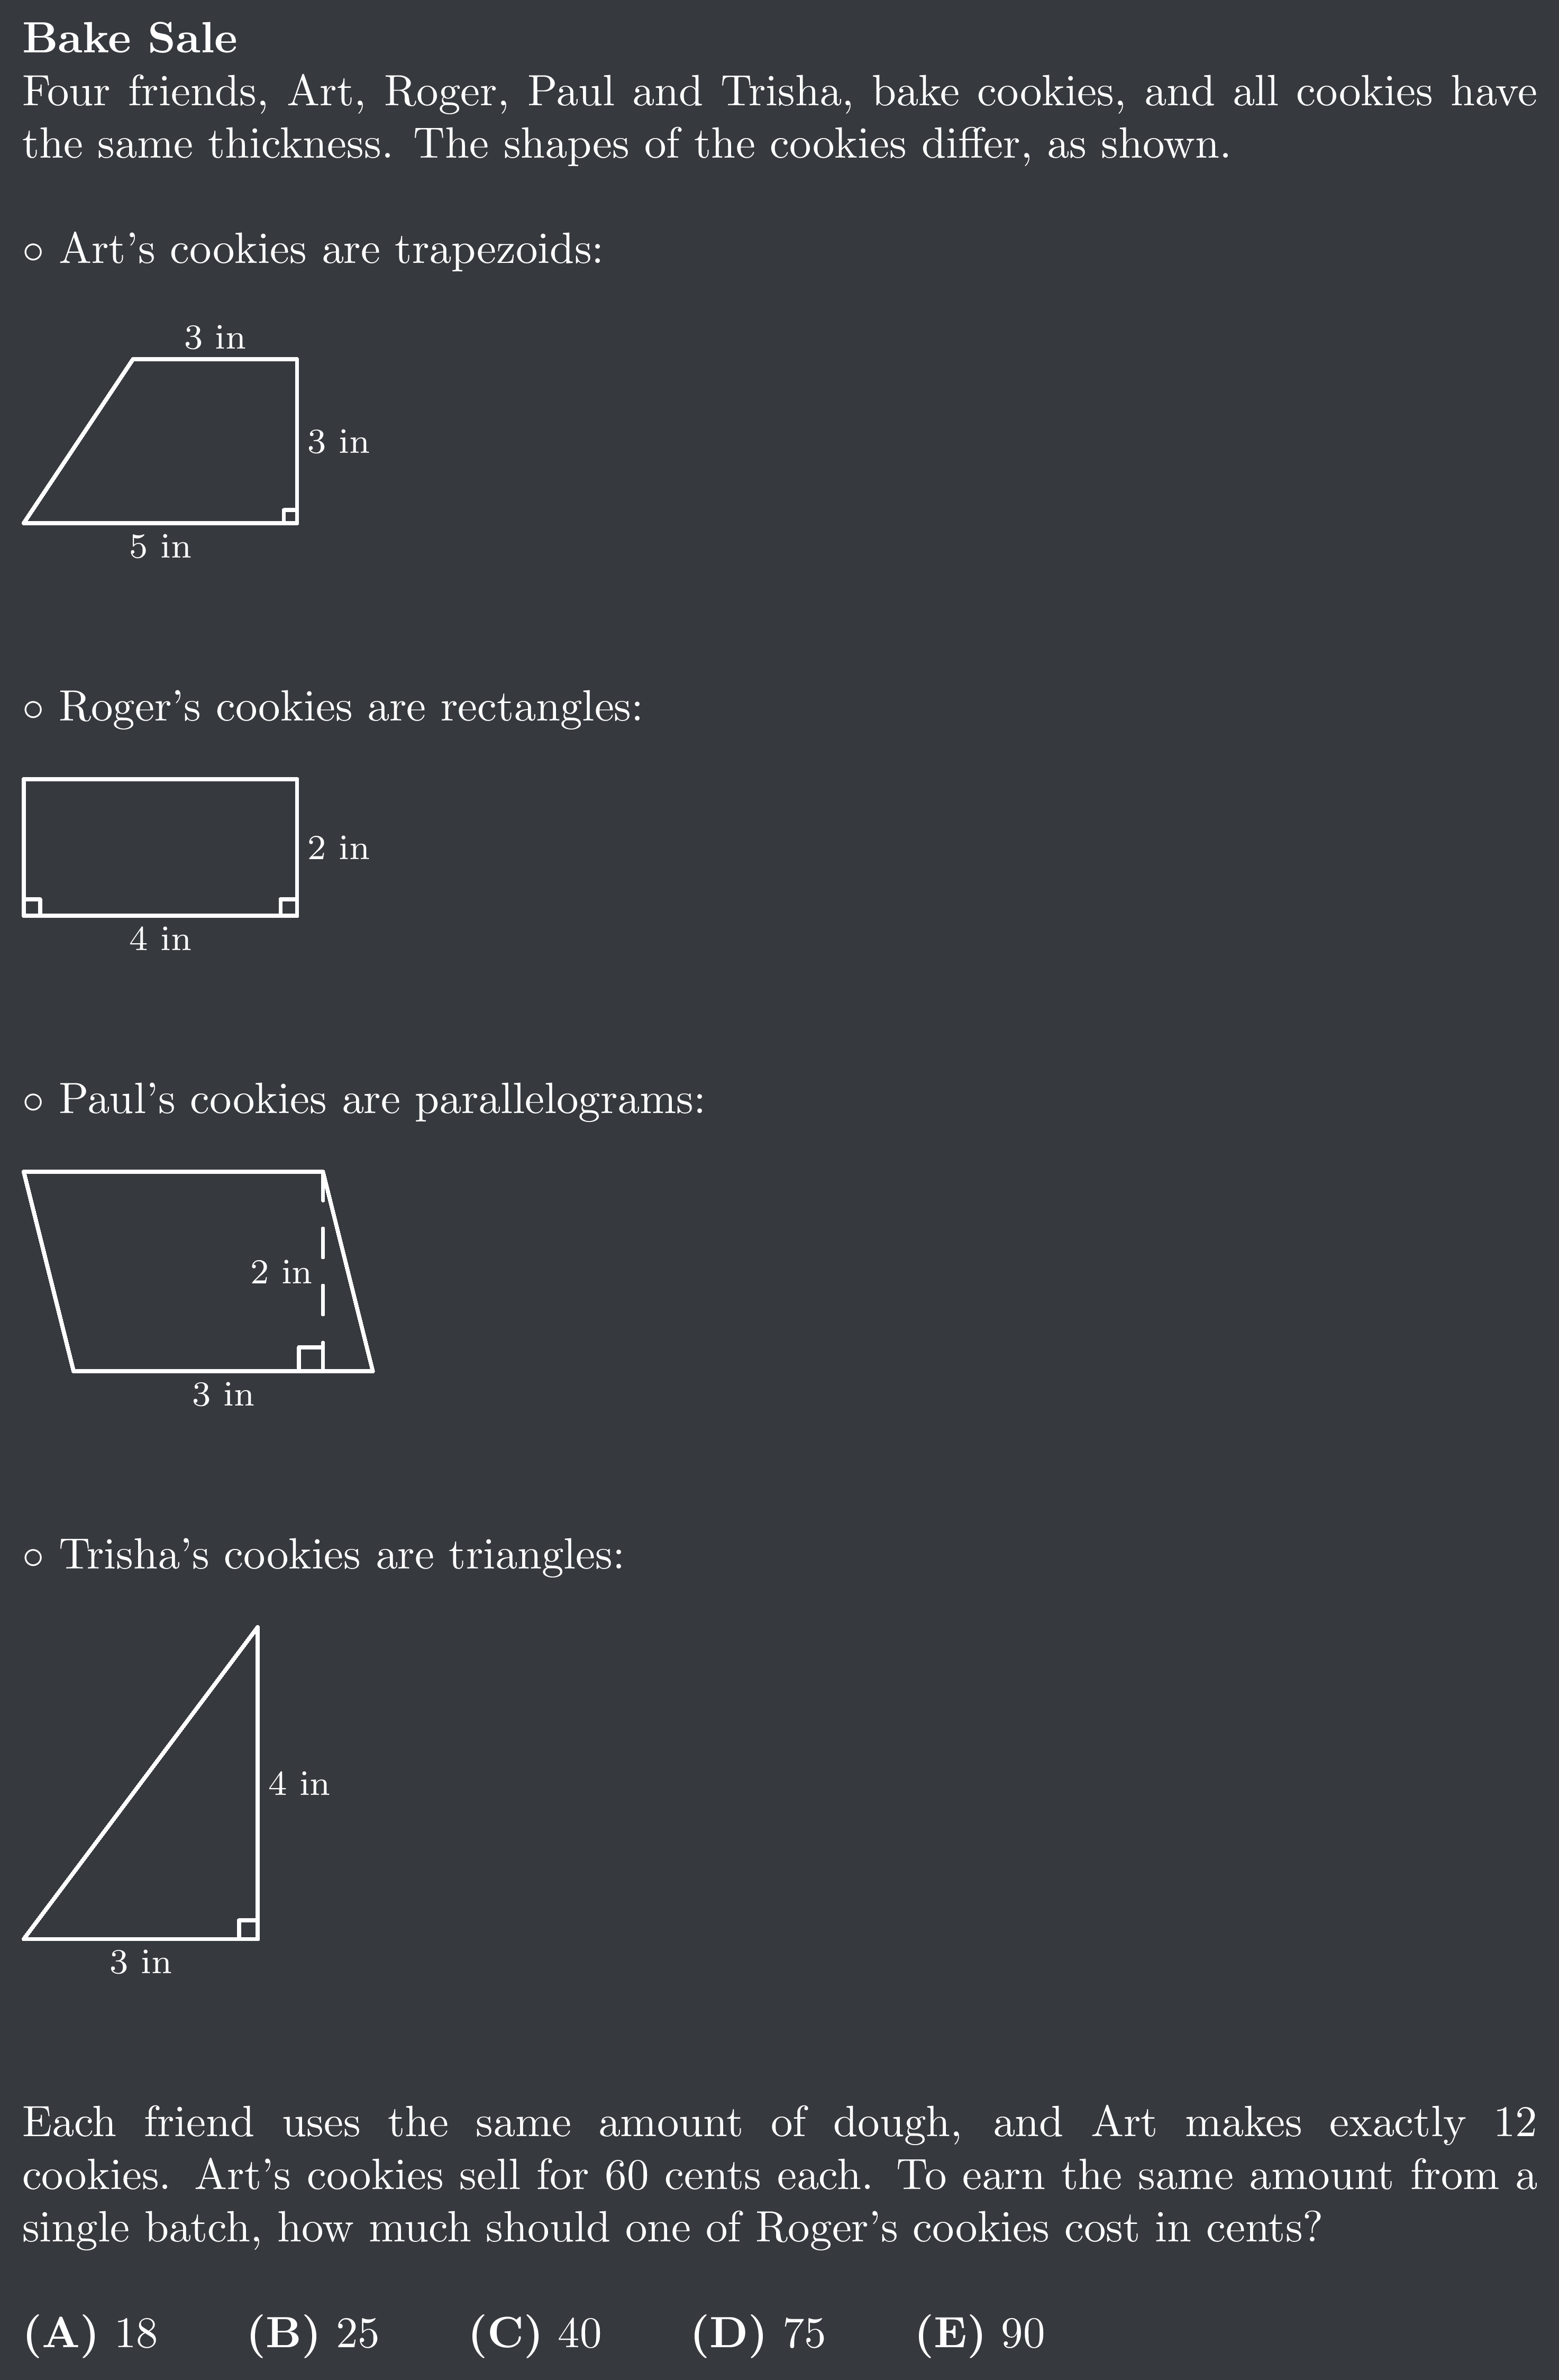 Bake Sale
Four friends, Art, Roger, Paul and Trisha, bake cookies, and all cookies have
the same thickness. The shapes of the cookies differ, as shown.
○ Art's cookies are trapezoids:
3 in
3 in
5 in
○ Roger's cookies are rectangles:
2 in
4 in
○ Paul's cookies are parallelograms:
2 in
3 in
○ Trisha's cookies are triangles:
4 in
3 in
Each friend uses the same amount of dough, and Art makes exactly 12
cookies. Art's cookies sell for 60 cents each. To earn the same amount from a
single batch, how much should one of Roger's cookies cost in cents?
(A) 18 (B) 25 (C) 40 (D) 75 (E) 90